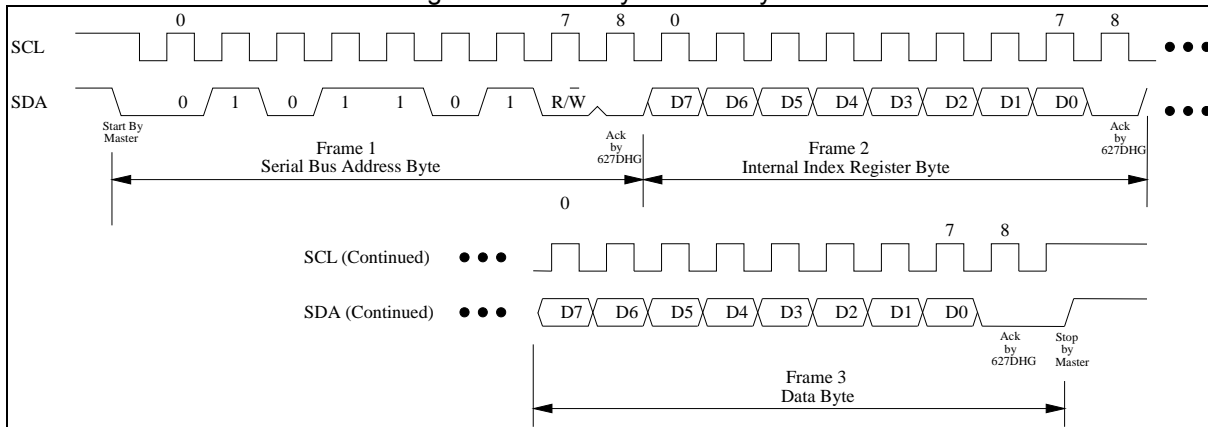 0 7 8 0 7 8
SCL
SDA 0 1 0 1 1 0 1 R/W̅ D7 D6 D5 D4 D3 D2 D1 D0
Start By
Master
Ack
by
627DHG
Ack
by
627DHG
Frame 1
Serial Bus Address Byte
Frame 2
Internal Index Register Byte
0 7 8
SCL (Continued)
SDA (Continued) D7 D6 D5 D4 D3 D2 D1 D0
Ack
by
627DHG
Stop
by
Master
Frame 3
Data Byte